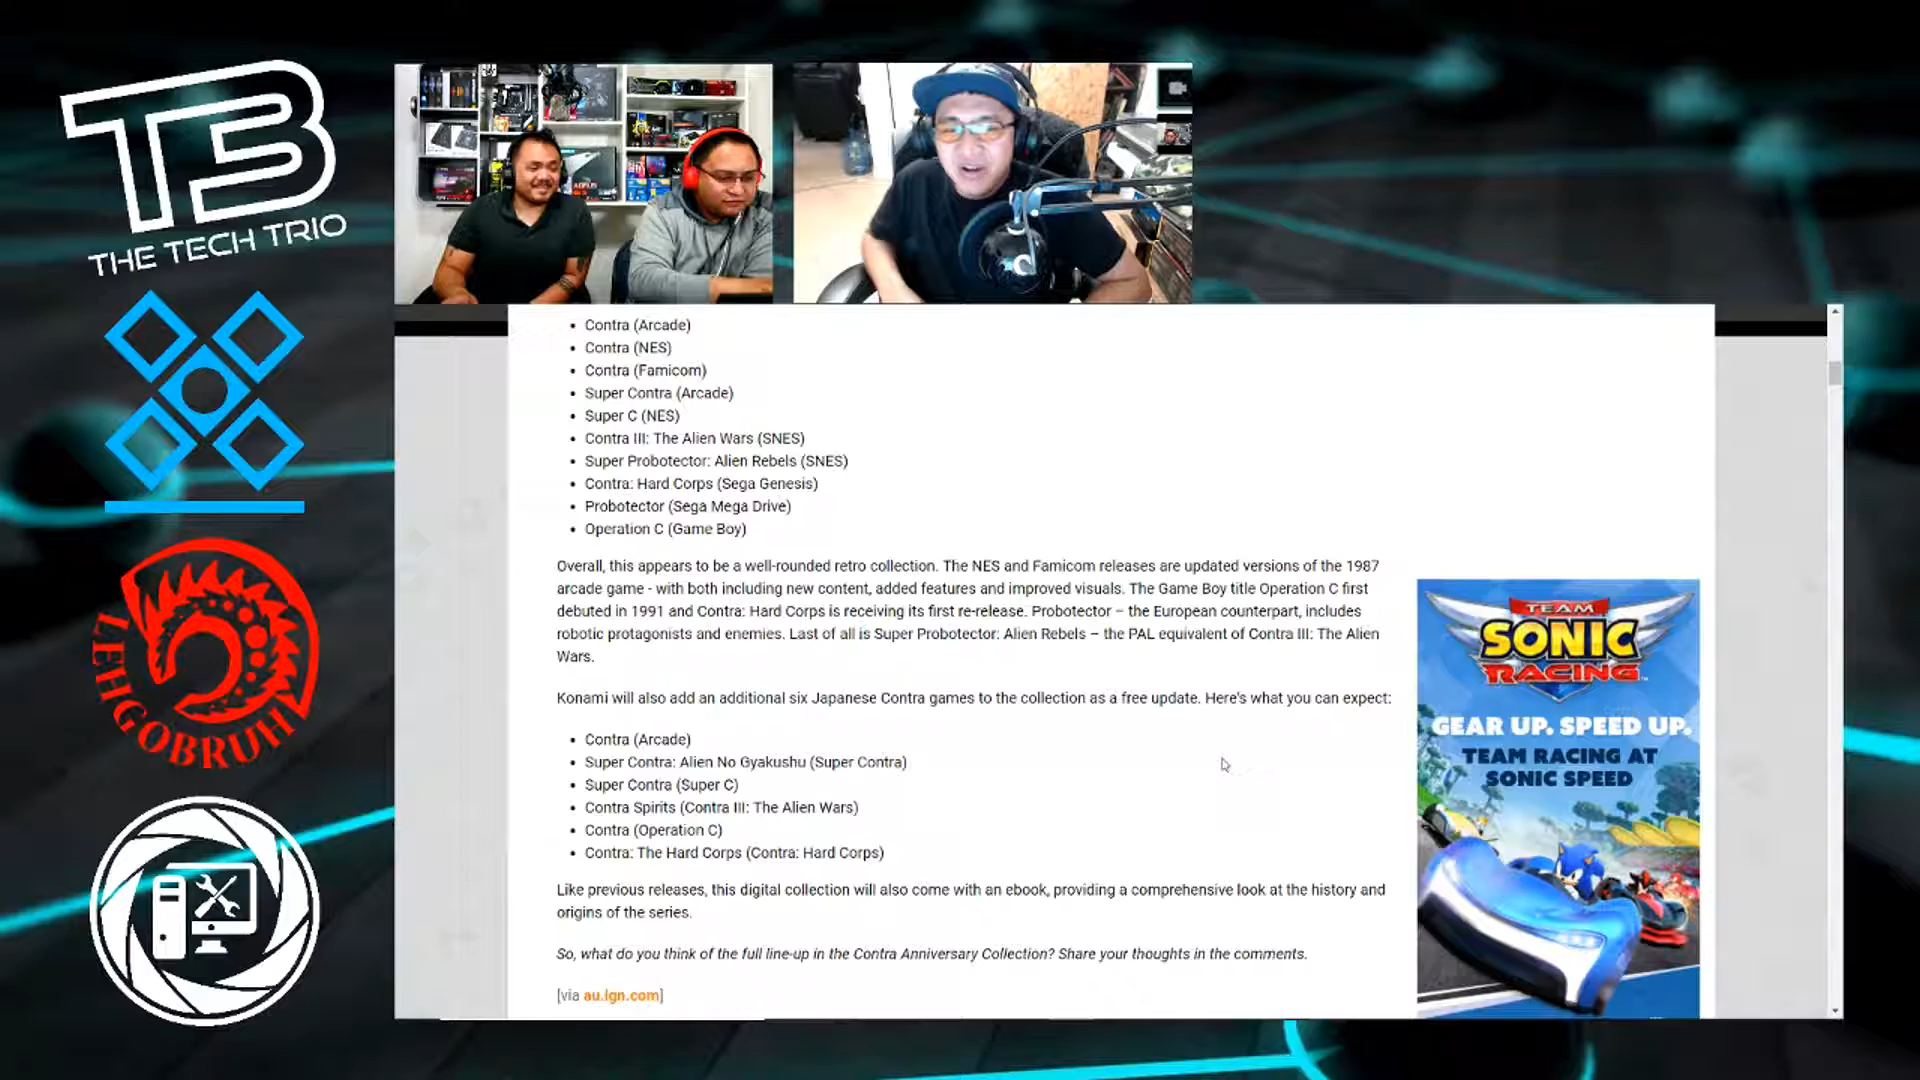 TB
THE TECH TRIO
LEHGOBRUH
• Contra (Arcade)
• Contra (NES)
• Contra (Famicom)
• Super Contra (Arcade)
• Super C (NES)
• Contra III: The Alien Wars (SNES)
• Super Probotector: Alien Rebels (SNES)
• Contra: Hard Corps (Sega Genesis)
• Probotector (Sega Mega Drive)
• Operation C (Game Boy)
Overall, this appears to be a well-rounded retro collection. The NES and Famicom releases are updated versions of the 1987
arcade game - with both including new content, added features and improved visuals. The Game Boy title Operation C first
debuted in 1991 and Contra: Hard Corps is receiving its first re-release. Probotector – the European counterpart, includes
robotic protagonists and enemies. Last of all is Super Probotector: Alien Rebels – the PAL equivalent of Contra III: The Alien
Wars.
Konami will also add an additional six Japanese Contra games to the collection as a free update. Here's what you can expect:
• Contra (Arcade)
• Super Contra: Alien No Gyakushu (Super Contra)
• Super Contra (Super C)
• Contra Spirits (Contra III: The Alien Wars)
• Contra (Operation C)
• Contra: The Hard Corps (Contra: Hard Corps)
Like previous releases, this digital collection will also come with an ebook, providing a comprehensive look at the history and
origins of the series.
So, what do you think of the full line-up in the Contra Anniversary Collection? Share your thoughts in the comments.
[via au.ign.com]
TEAM
SONIC
RACING
GEAR UP. SPEED UP.
TEAM RACING AT
SONIC SPEED